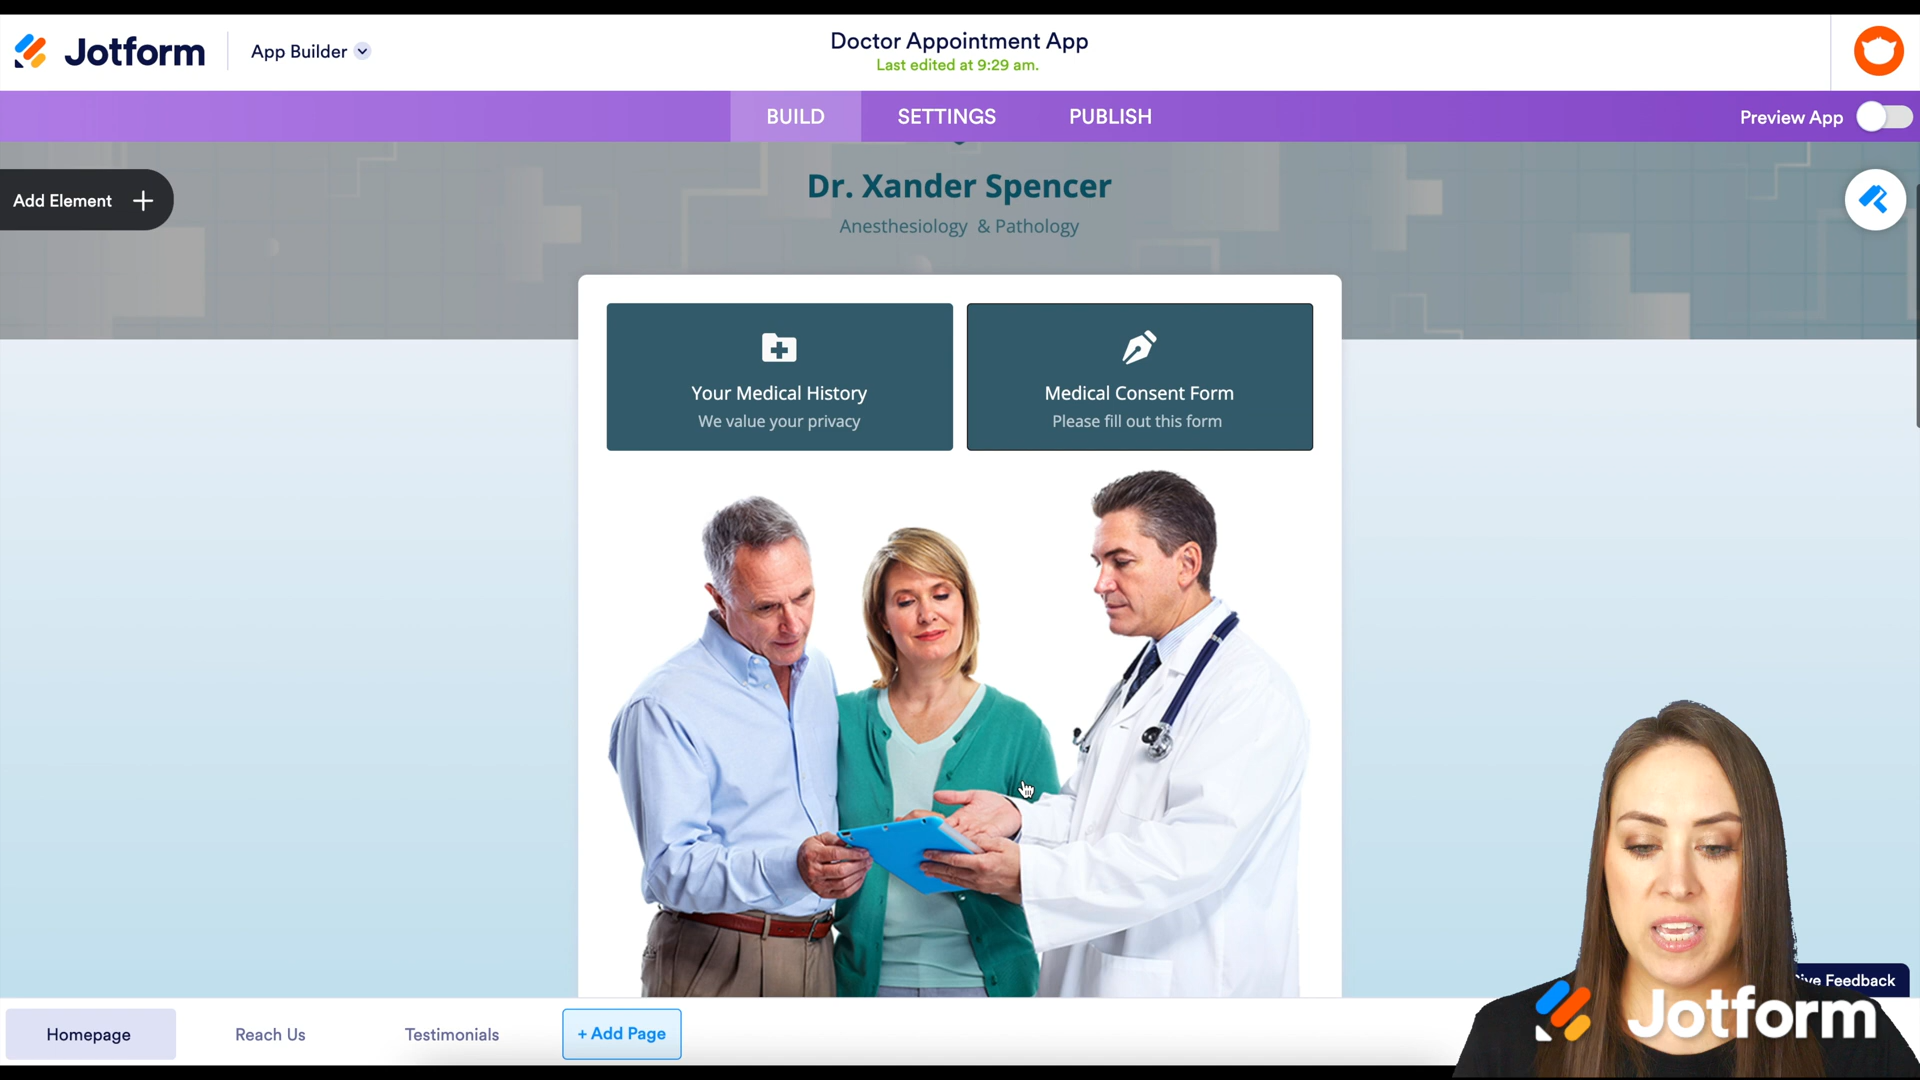 Jotform
App Builder
Doctor Appointment App
Last edited at 9:29 am.
BUILD
SETTINGS
PUBLISH
Preview App
Add Element
Dr. Xander Spencer
Anesthesiology & Pathology
Your Medical History
We value your privacy
Medical Consent Form
Please fill out this form
Feedback
Homepage
Reach Us
Testimonials
+ Add Page
Jotform